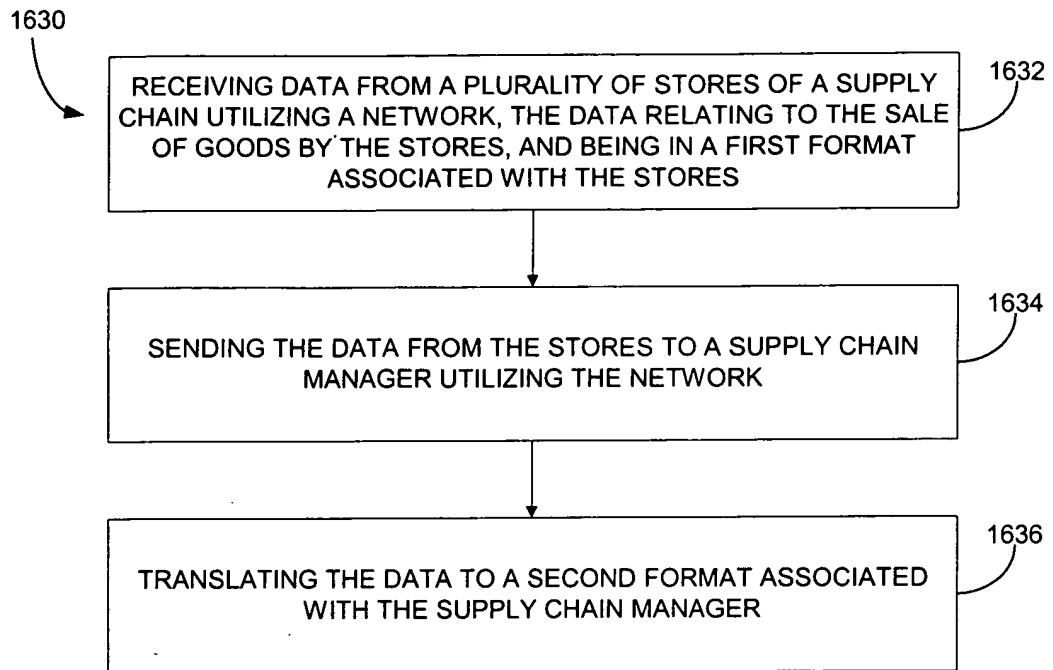 1630
RECEIVING DATA FROM A PLURALITY OF STORES OF A SUPPLY
CHAIN UTILIZING A NETWORK, THE DATA RELATING TO THE SALE
OF GOODS BY THE STORES, AND BEING IN A FIRST FORMAT
ASSOCIATED WITH THE STORES
1632
SENDING THE DATA FROM THE STORES TO A SUPPLY CHAIN
MANAGER UTILIZING THE NETWORK
1634
TRANSLATING THE DATA TO A SECOND FORMAT ASSOCIATED
WITH THE SUPPLY CHAIN MANAGER
1636